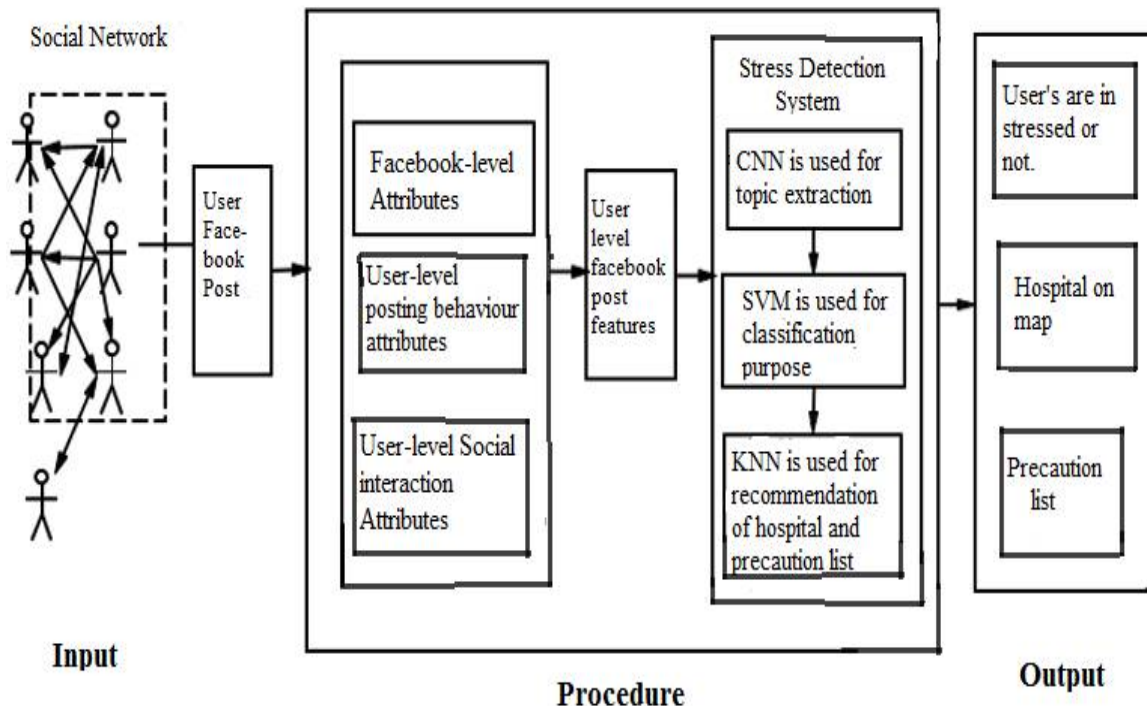 Social Network
User
Face-
book
Post
Facebook-level
Attributes
User-level
posting behaviour
attributes
User-level Social
interaction
Attributes
User
level
facebook
post
features
Stress Detection
System
CNN is used for
topic extraction
SVM is used for
classification
purpose
KNN is used for
recommendation
of hospital and
precaution list
User's are in
stressed or
not.
Hospital on
map
Precaution
list
Input
Procedure
Output